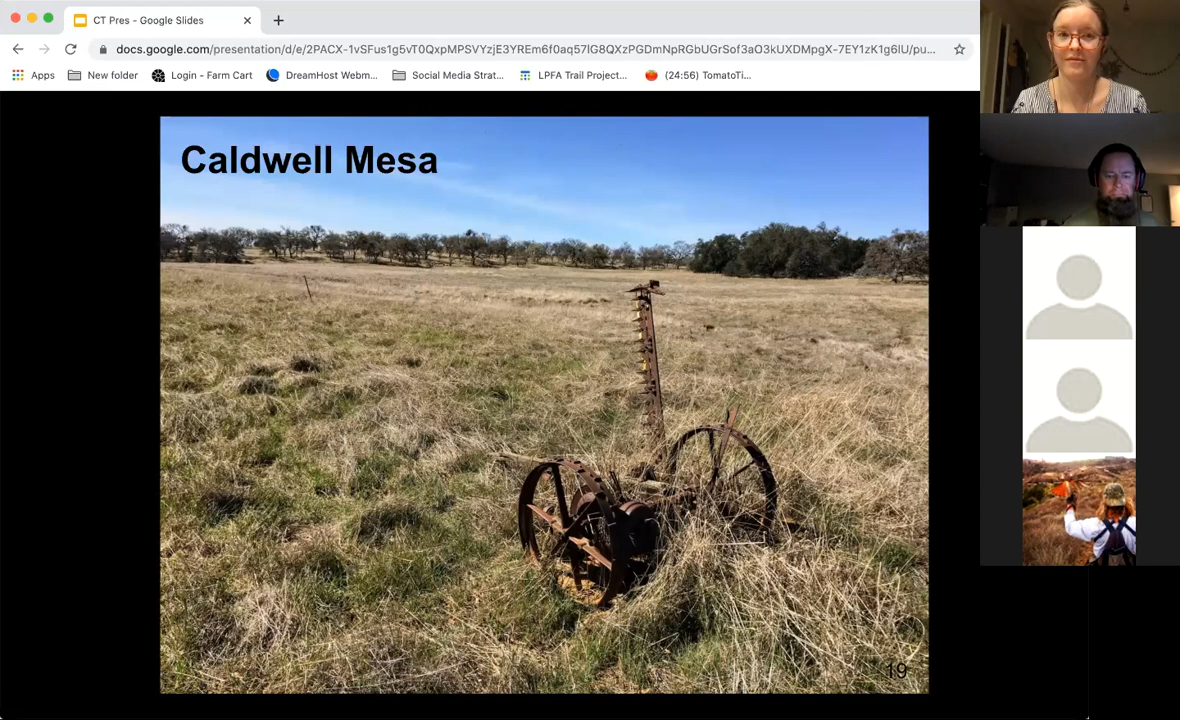 CT Pres - Google Slides
docs.google.com/presentation/d/e/2PACX-1vSFus1g5vT0QxpMPSVYzjE3YREm6f0aq57IG8QXzPGDmNpRGbUGrSof3aO3kUXDMpgX-7EY1zK1g6IU/pu...
Apps New folder Login - Farm Cart DreamHost Webm... Social Media Strat... LPFA Trail Project... (24:56) TomatoTi...
Caldwell Mesa
19